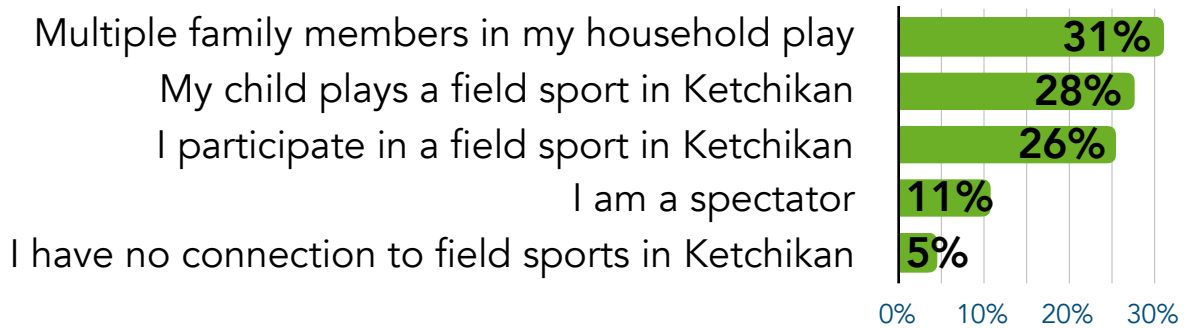 Multiple family members in my household play 31%
My child plays a field sport in Ketchikan 28%
I participate in a field sport in Ketchikan 26%
I am a spectator 11%
I have no connection to field sports in Ketchikan 5%
0% 10% 20% 30%